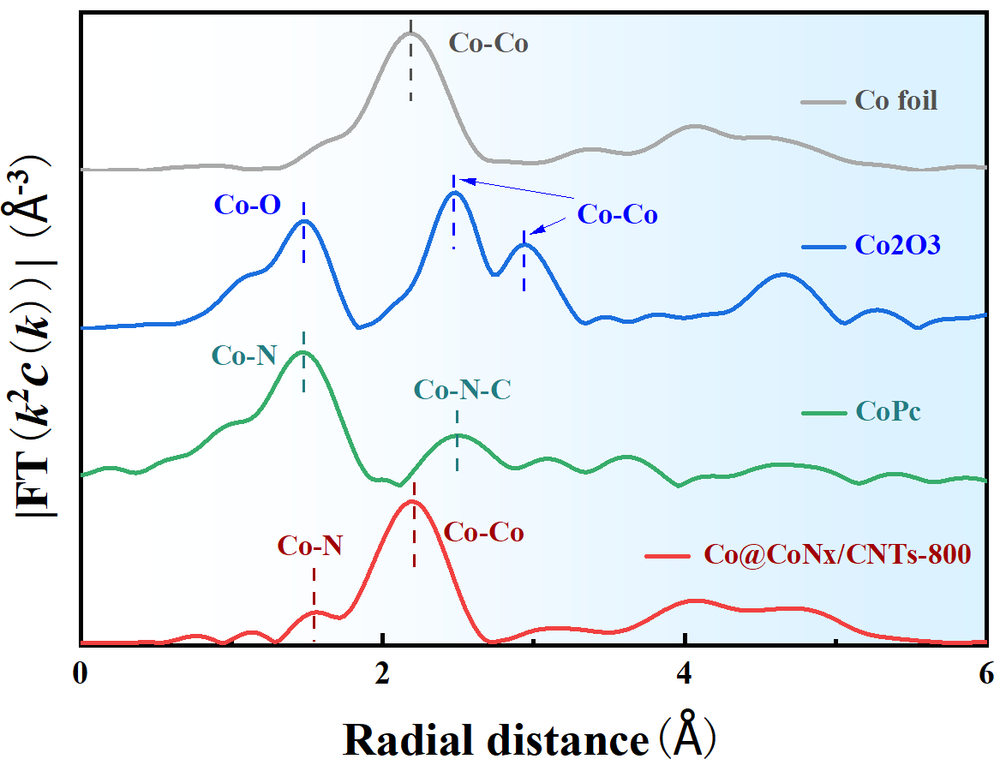 Co-Co
Co foil
Co-O
Co-Co
Co2O3
Co-N
Co-N-C
CoPc
Co-N
Co-Co
Co@CoNx/CNTs-800
|FT(k²c(k))|(Å⁻³)
0 2 4 6
Radial distance(Å)